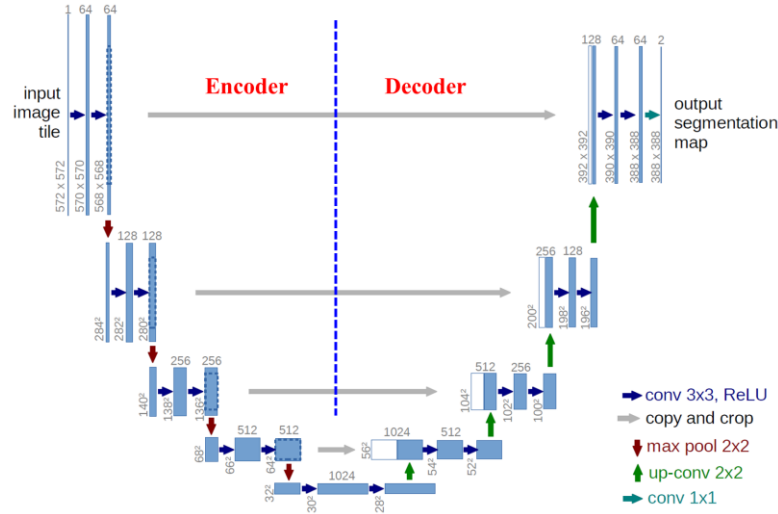 1 64 64
128 64 64 2
Encoder
Decoder
input
image
tile
output
segmentation
map
572 x 572
570 x 570
568 x 568
392 x 392
390 x 390
388 x 388
388 x 388
128 128
256 128
284²
282²
280²
200²
198²
196²
256 256
512 256
140²
138²
136²
104²
102²
100²
512 512
1024 512
68²
66²
64²
56²
54²
52²
1024
32²
30²
28²
conv 3x3, ReLU
copy and crop
max pool 2x2
up-conv 2x2
conv 1x1